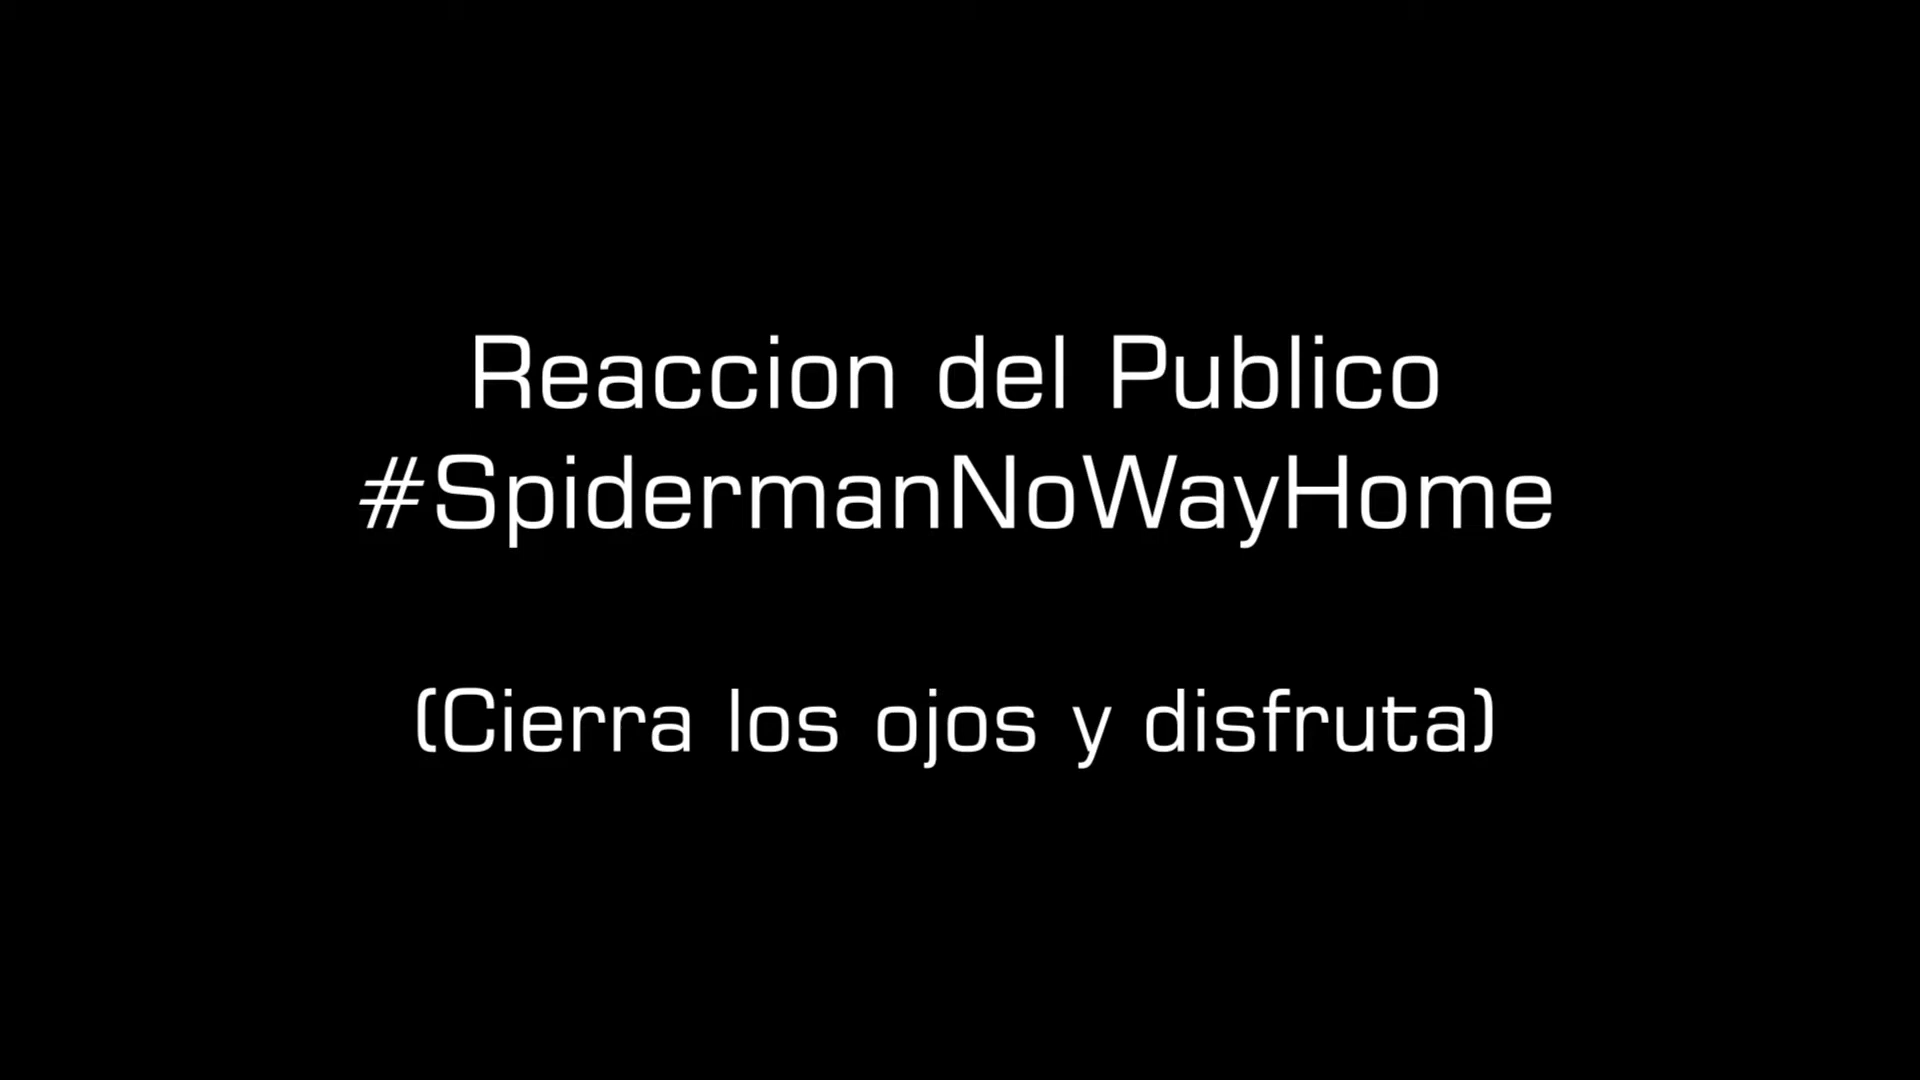 Reaccion del Publico
#SpidermanNoWayHome
(Cierra los ojos y disfruta)